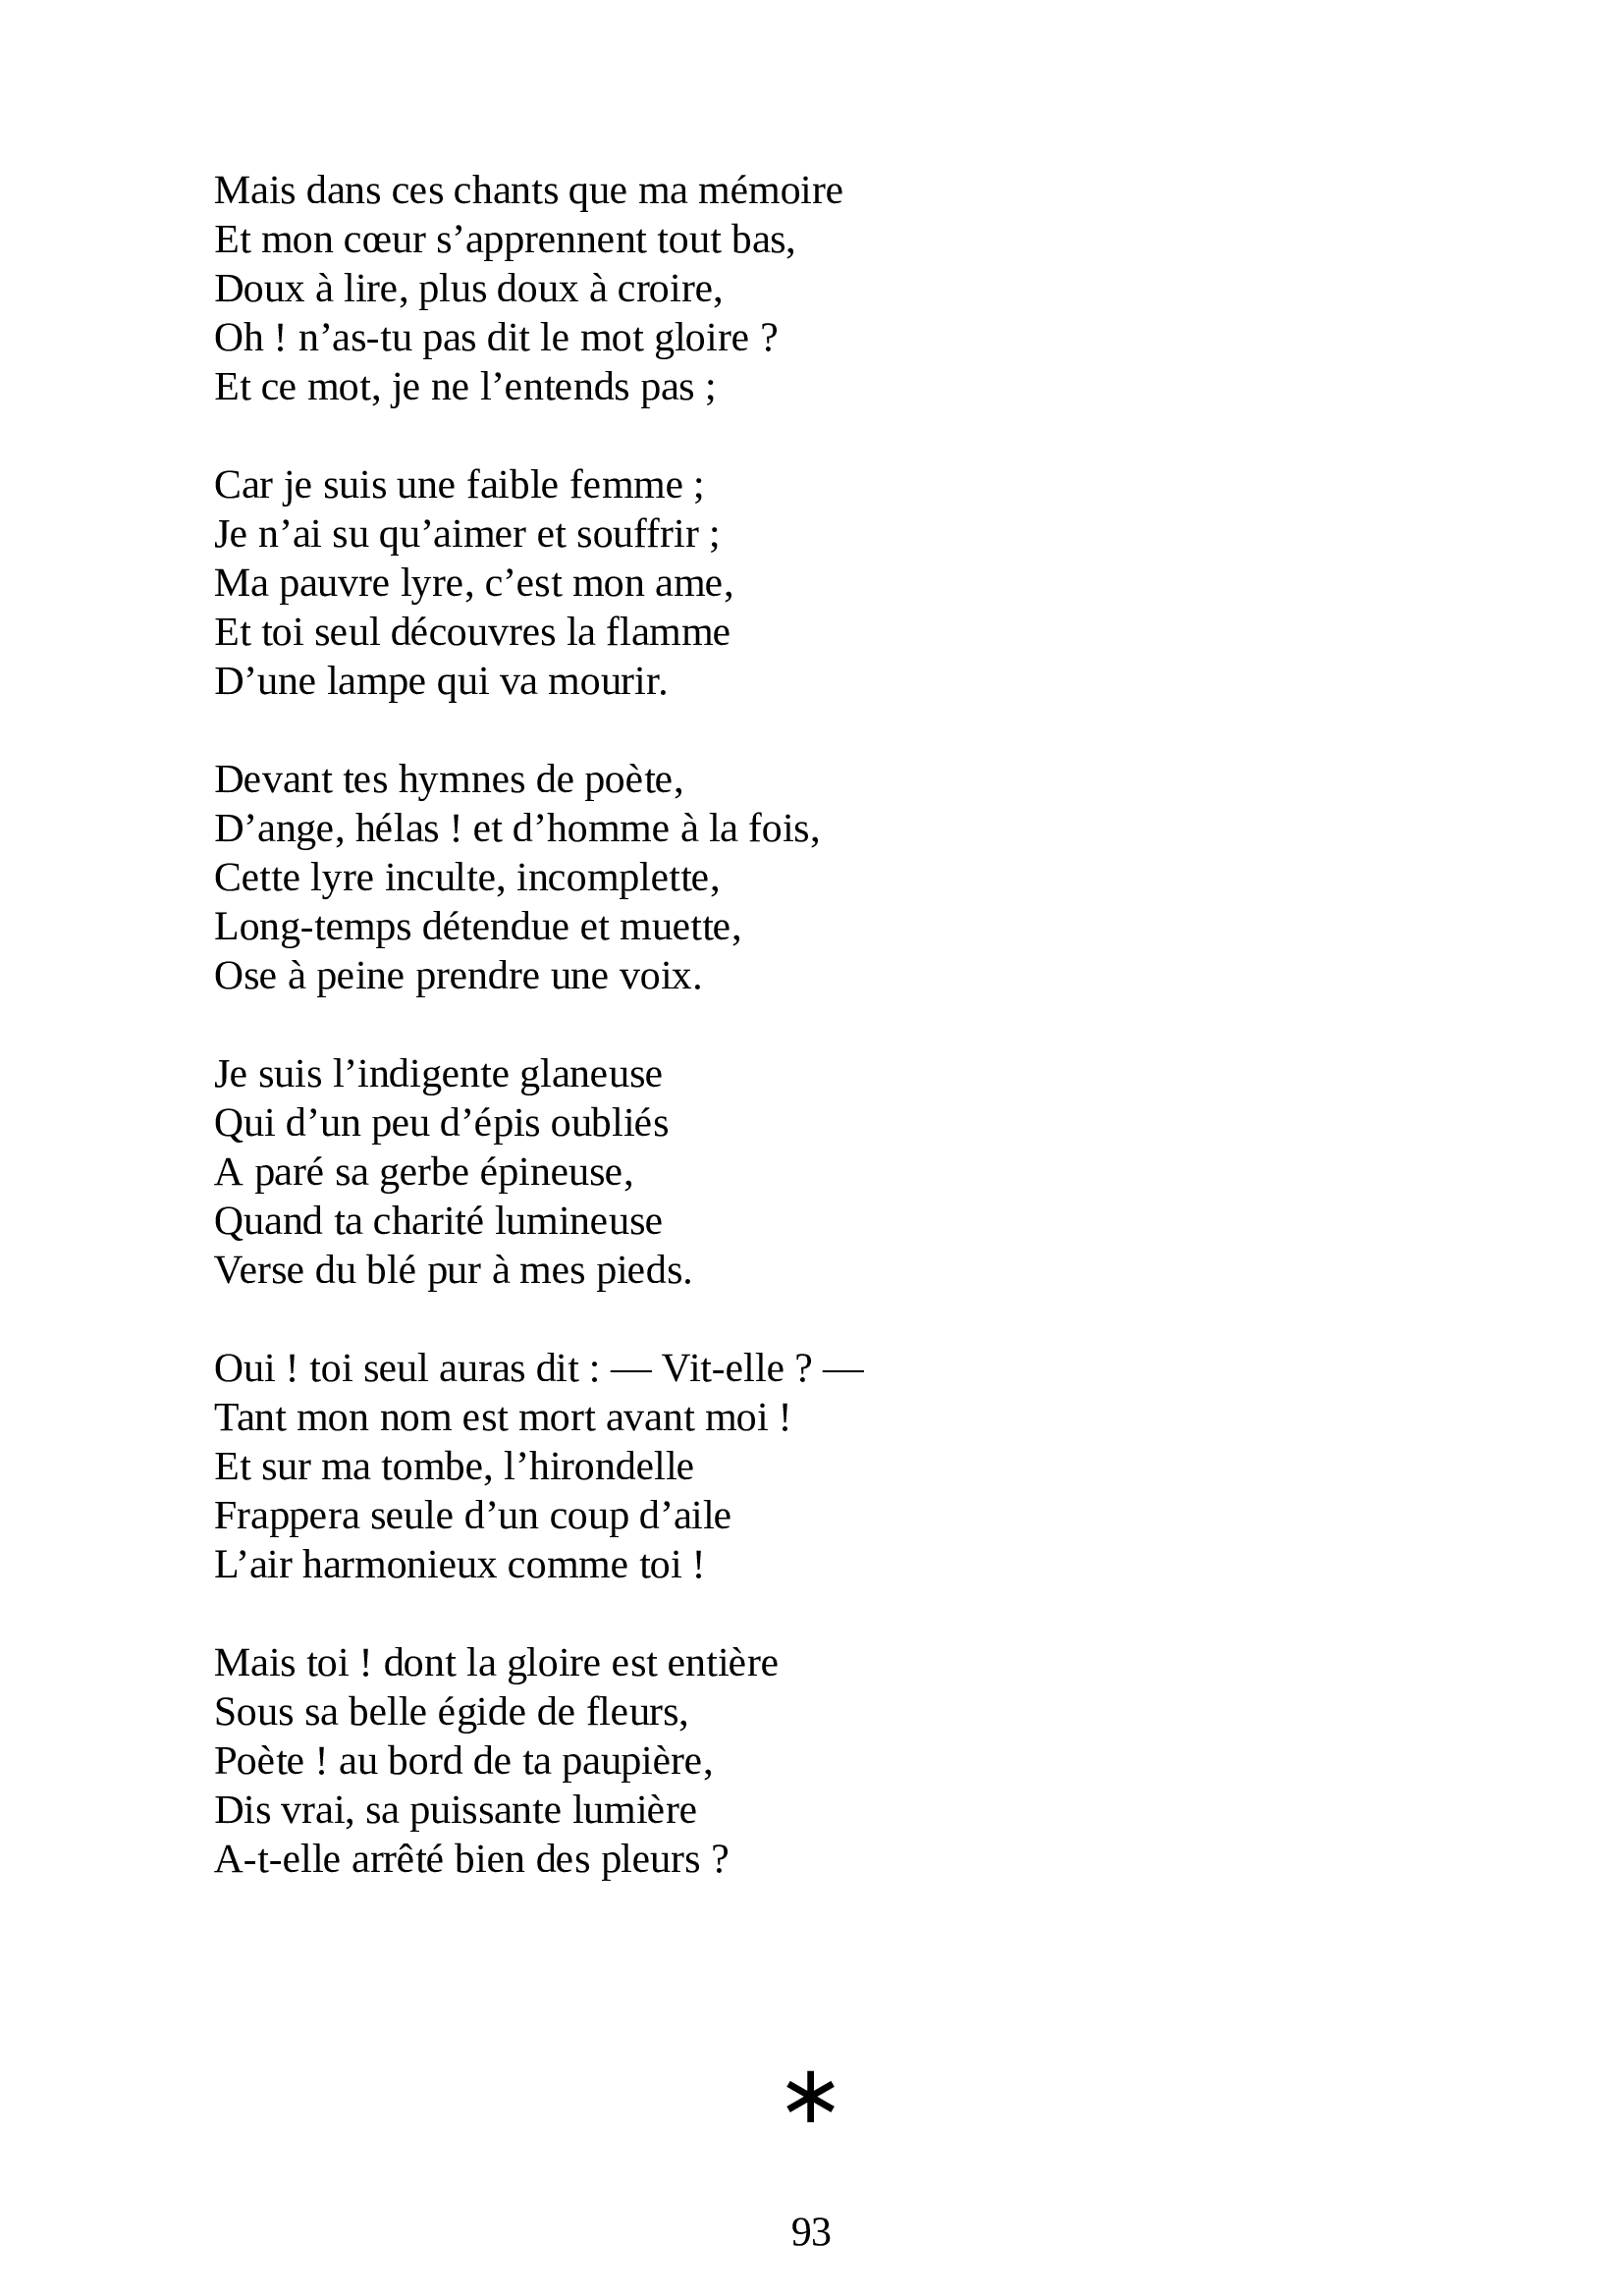 Mais dans ces chants que ma mémoire
Et mon cœur s’apprennent tout bas,
Doux à lire, plus doux à croire,
Oh ! n’as-tu pas dit le mot gloire ?
Et ce mot, je ne l’entends pas ;

Car je suis une faible femme ;
Je n’ai su qu’aimer et souffrir ;
Ma pauvre lyre, c’est mon ame,
Et toi seul découvres la flamme
D’une lampe qui va mourir.

Devant tes hymnes de poète,
D’ange, hélas ! et d’homme à la fois,
Cette lyre inculte, incomplette,
Long-temps détendue et muette,
Ose à peine prendre une voix.

Je suis l’indigente glaneuse
Qui d’un peu d’épis oubliés
A paré sa gerbe épineuse,
Quand ta charité lumineuse
Verse du blé pur à mes pieds.

Oui ! toi seul auras dit : — Vit-elle ? —
Tant mon nom est mort avant moi !
Et sur ma tombe, l’hirondelle
Frappera seule d’un coup d’aile
L’air harmonieux comme toi !

Mais toi ! dont la gloire est entière
Sous sa belle égide de fleurs,
Poète ! au bord de ta paupière,
Dis vrai, sa puissante lumière
A-t-elle arrêté bien des pleurs ?

*

93